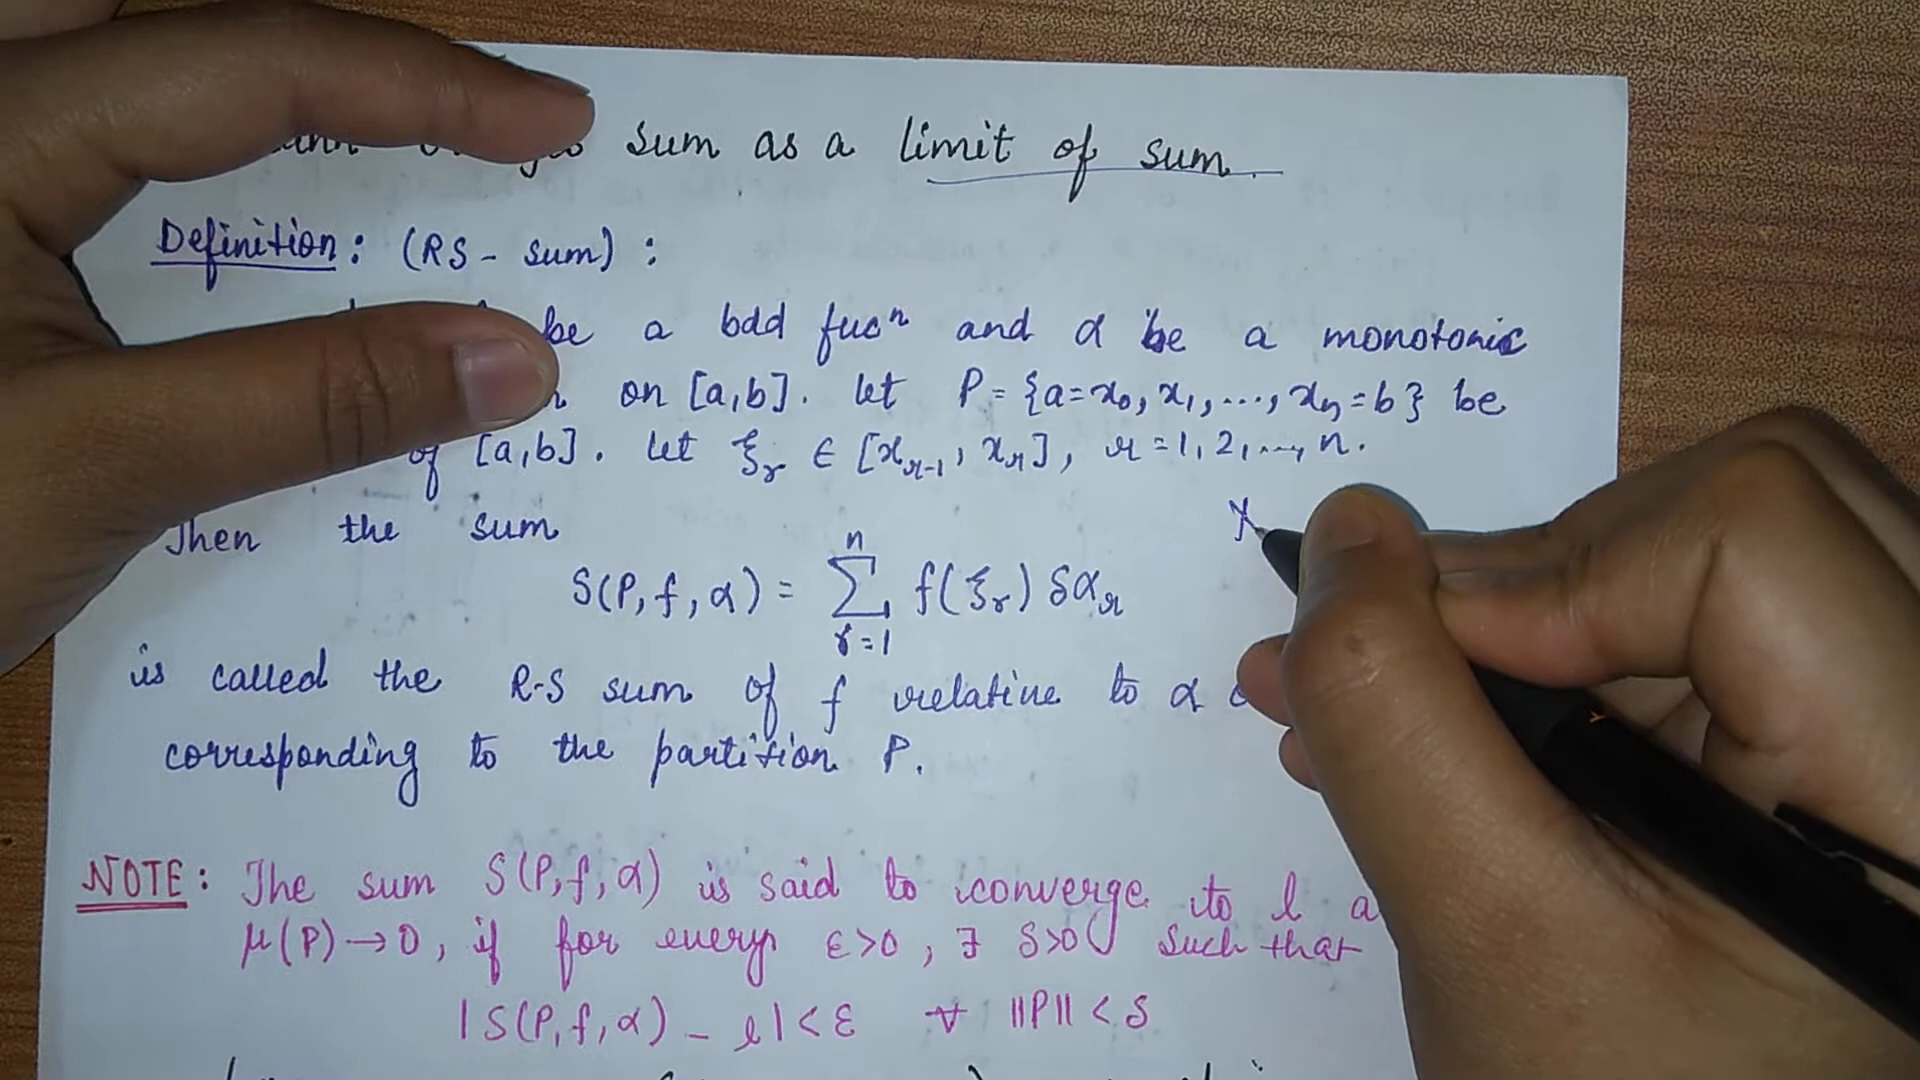 sum as a limit of sum.
Definition: (RS - sum) :
be a bdd fucⁿ and α be a monotonic
on [a,b]. let P = {a=x₀, x₁, ..., xₙ=b} be
of [a,b]. let ξᵣ ∈ [xᵣ₋₁, xᵣ], r=1,2,...,n.
Then the sum
S(P,f,α) = Σⁿᵣ₌₁ f(ξᵣ) δαᵣ
is called the R-S sum of f relative to α
corresponding to the partition P.
NOTE: The sum S(P,f,α) is said to converge to l
μ(P)→0, if for every ε>0, ∃ δ>0 such that
|S(P,f,α) - l| < ε ∀ ||P|| < δ